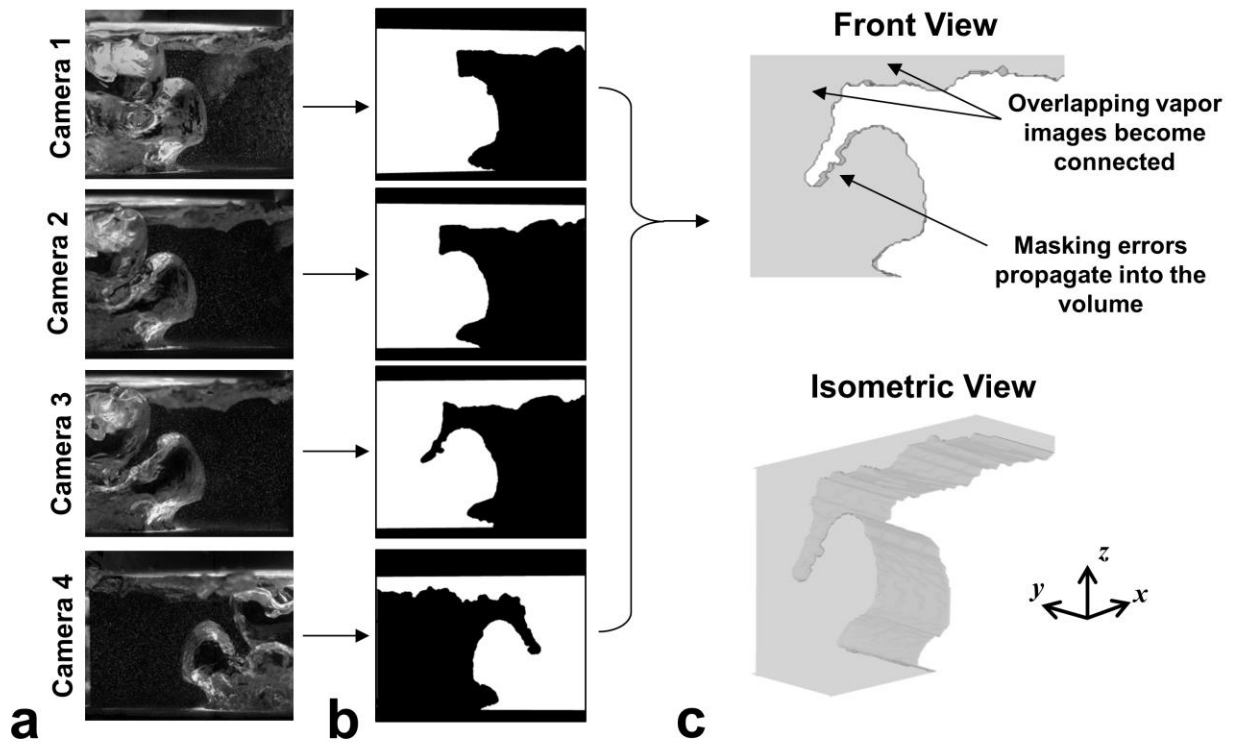 Camera 1
Camera 2
Camera 3
Camera 4
a
b
Front View
Overlapping vapor
images become
connected
Masking errors
propagate into the
volume
Isometric View
z
y
x
c